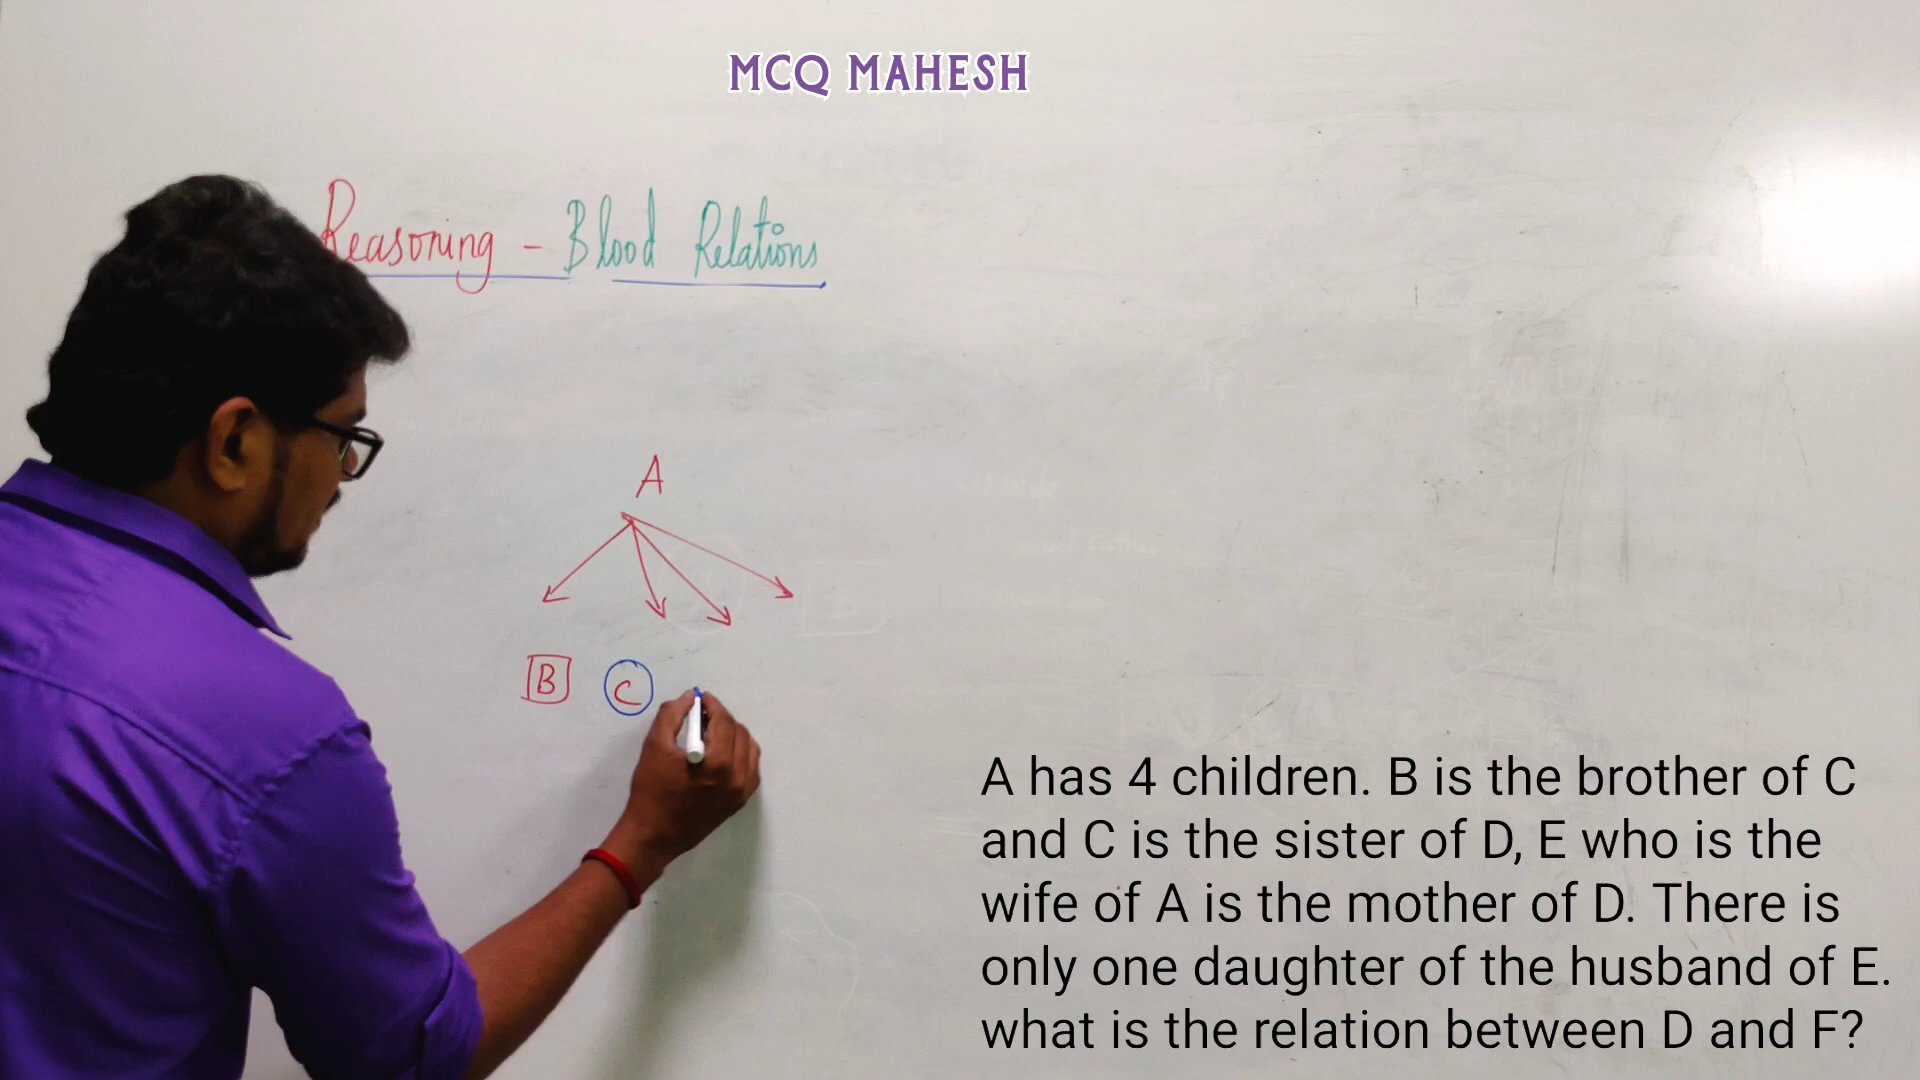 MCQ MAHESH
Reasoning - Blood Relations
A
B C
A has 4 children. B is the brother of C
and C is the sister of D, E who is the
wife of A is the mother of D. There is
only one daughter of the husband of E.
what is the relation between D and F?